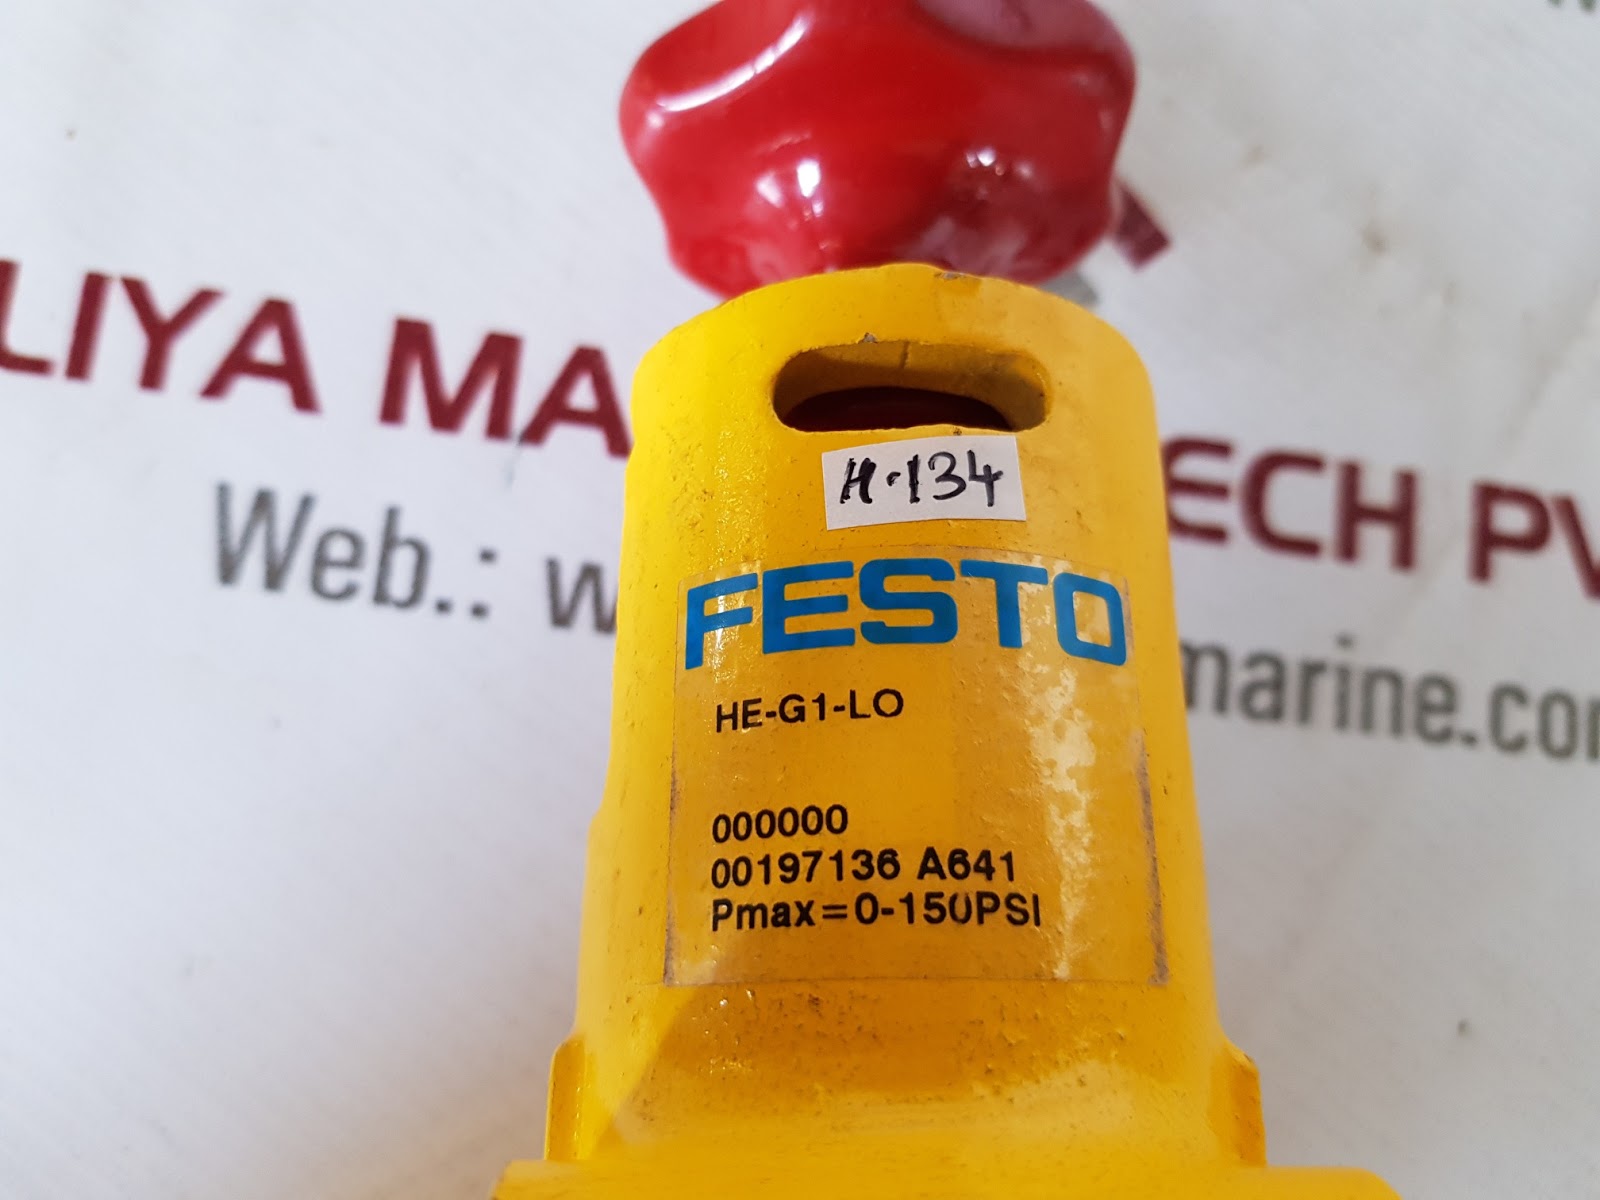 LIYA MA ECH PV
Web.: w marine.co
H-134
FESTO
HE-G1-LO
000000
00197136 A641
Pmax=0-150PSI